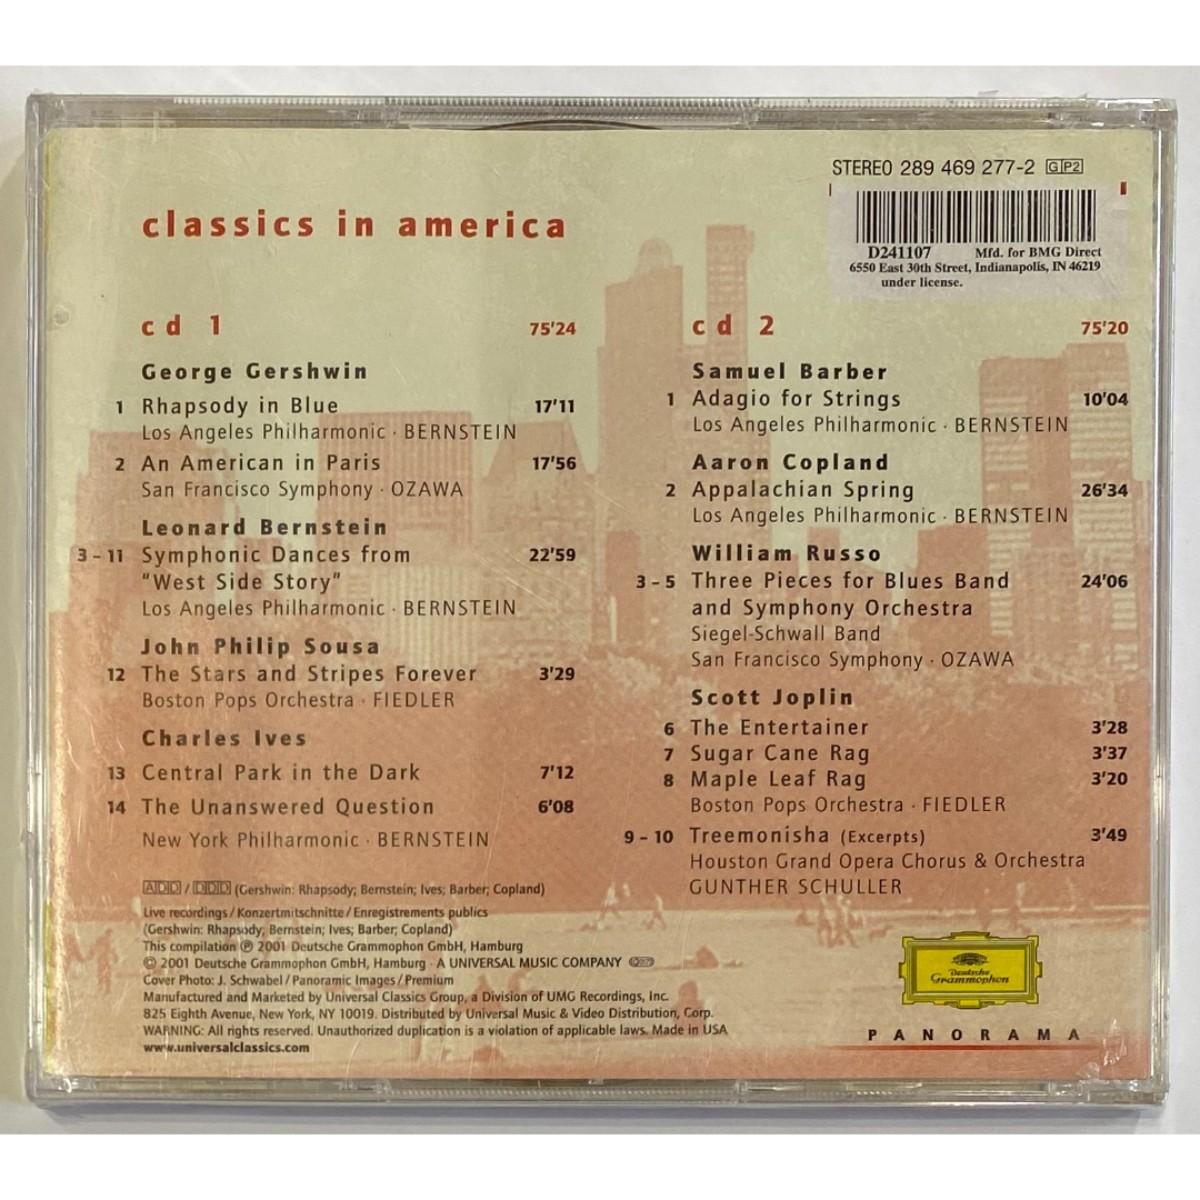 STEREO 289 469 277-2 GP2
D241107 Mfd. for BMG Direct
6550 East 30th Street, Indianapolis, IN 46219
under license.
classics in america
cd 1 75'24
George Gershwin
1 Rhapsody in Blue 17'11
Los Angeles Philharmonic · BERNSTEIN
2 An American in Paris 17'56
San Francisco Symphony · OZAWA
Leonard Bernstein
3 – 11 Symphonic Dances from 22'59
"West Side Story"
Los Angeles Philharmonic · BERNSTEIN
John Philip Sousa
12 The Stars and Stripes Forever 3'29
Boston Pops Orchestra · FIEDLER
Charles Ives
13 Central Park in the Dark 7'12
14 The Unanswered Question 6'08
New York Philharmonic · BERNSTEIN
ADD / DDD (Gershwin: Rhapsody; Bernstein; Ives; Barber; Copland)
Live recordings / Konzertmitschnitte / Enregistrements publics
(Gershwin: Rhapsody; Bernstein; Ives; Barber; Copland)
This compilation ℗ 2001 Deutsche Grammophon GmbH, Hamburg
© 2001 Deutsche Grammophon GmbH, Hamburg · A UNIVERSAL MUSIC COMPANY
Cover Photo: J. Schwabel / Panoramic Images / Premium
Manufactured and Marketed by Universal Classics Group, a Division of UMG Recordings, Inc.
825 Eighth Avenue, New York, NY 10019. Distributed by Universal Music & Video Distribution, Corp.
WARNING: All rights reserved. Unauthorized duplication is a violation of applicable laws. Made in USA
www.universalclassics.com
cd 2 75'20
Samuel Barber
1 Adagio for Strings 10'04
Los Angeles Philharmonic · BERNSTEIN
Aaron Copland
2 Appalachian Spring 26'34
Los Angeles Philharmonic · BERNSTEIN
William Russo
3 – 5 Three Pieces for Blues Band 24'06
and Symphony Orchestra
Siegel-Schwall Band
San Francisco Symphony · OZAWA
Scott Joplin
6 The Entertainer 3'28
7 Sugar Cane Rag 3'37
8 Maple Leaf Rag 3'20
Boston Pops Orchestra · FIEDLER
9 – 10 Treemonisha (Excerpts) 3'49
Houston Grand Opera Chorus & Orchestra
GUNTHER SCHULLER
Deutsche
Grammophon
PANORAMA